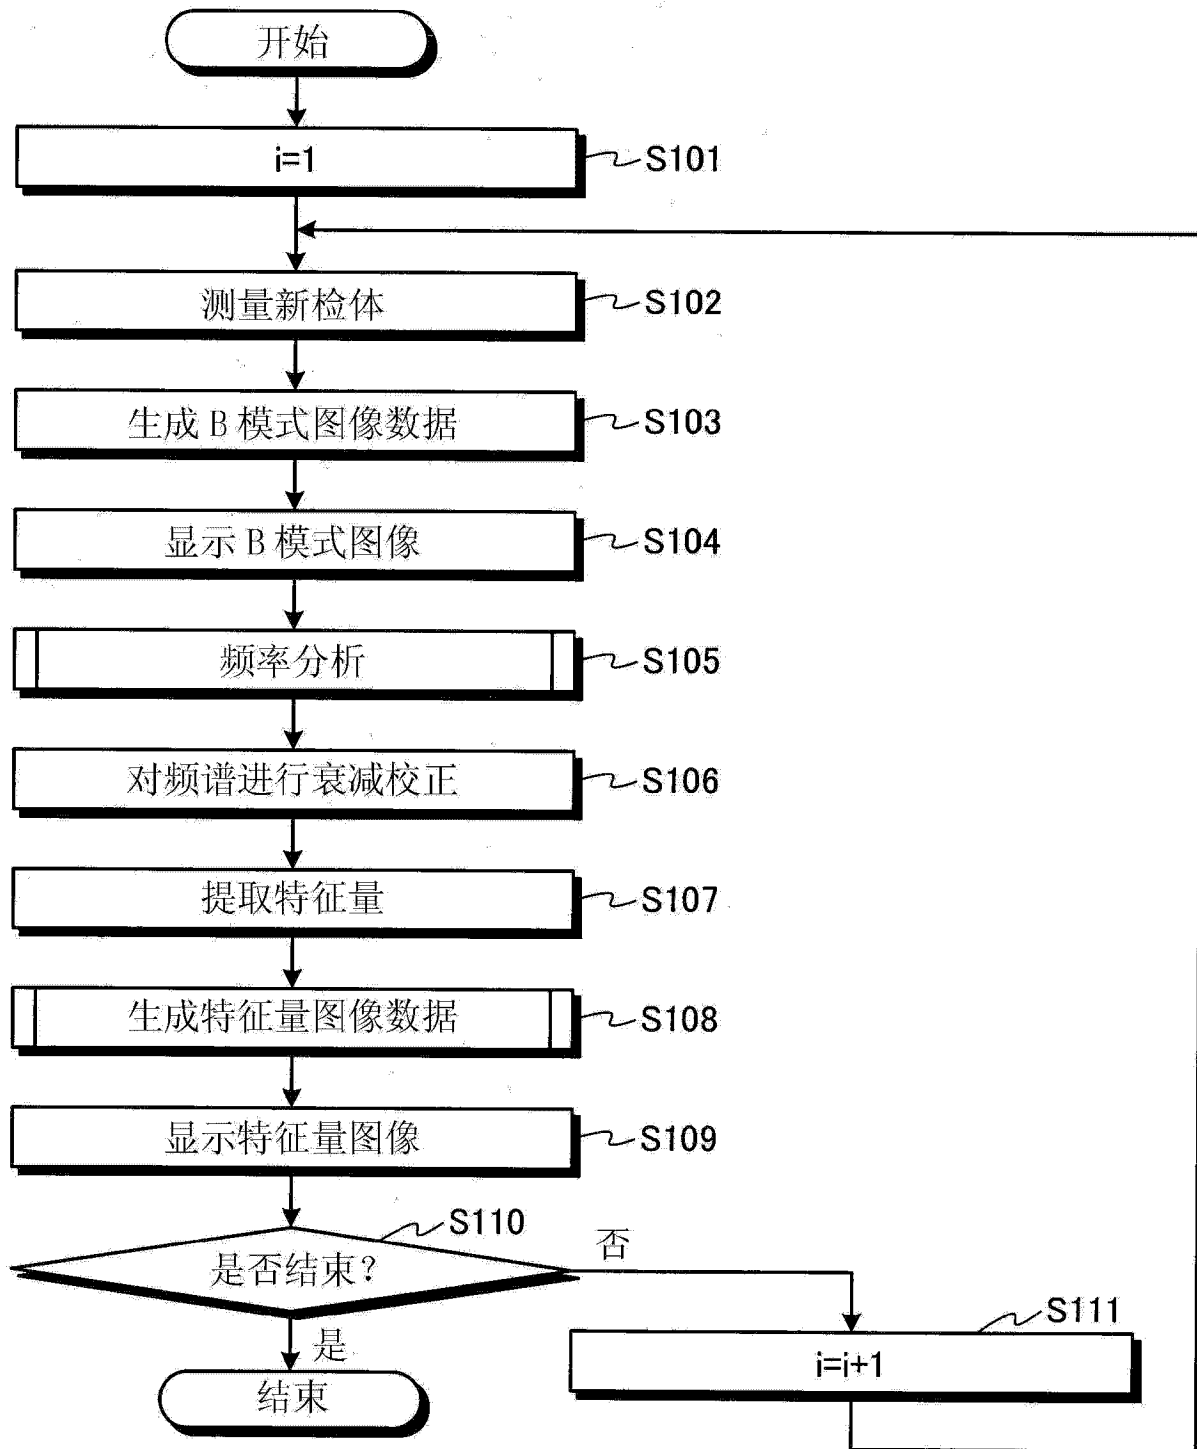 开始
i=1
S101
测量新检体
S102
生成 B 模式图像数据
S103
显示 B 模式图像
S104
频率分析
S105
对频谱进行衰减校正
S106
提取特征量
S107
生成特征量图像数据
S108
显示特征量图像
S109
S110
是否结束?
否
是
S111
i=i+1
结束